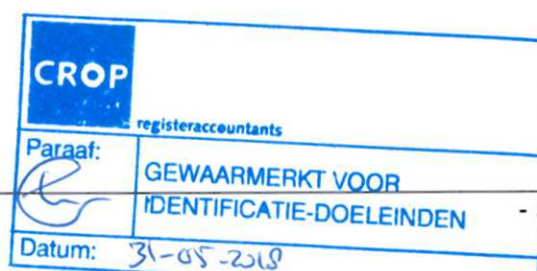 CROP
registeraccountants
Paraaf:
GEWAARMERKT VOOR
IDENTIFICATIE-DOELEINDEN
Datum: 31-05-2018